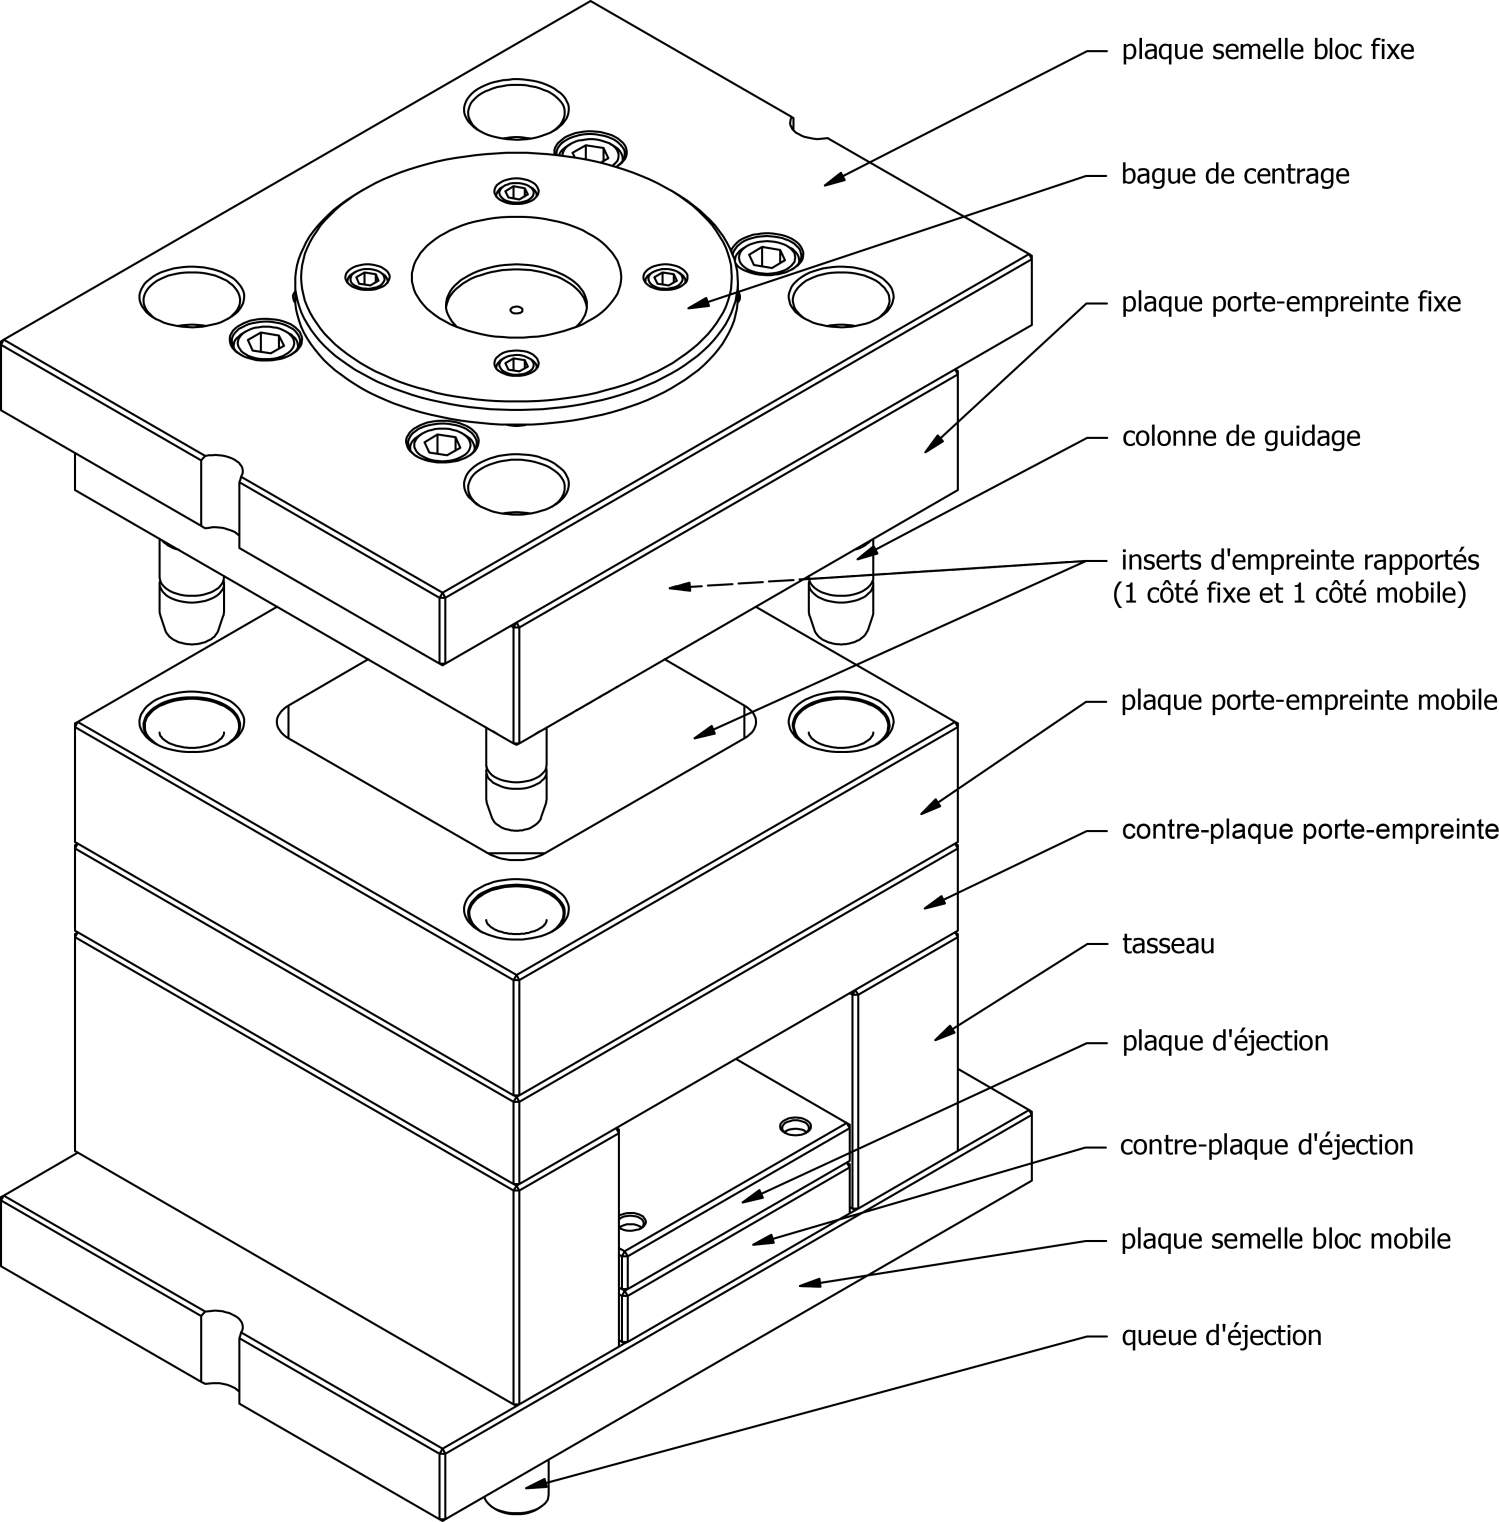 plaque semelle bloc fixe
bague de centrage
plaque porte-empreinte fixe
colonne de guidage
inserts d'empreinte rapportés
(1 côté fixe et 1 côté mobile)
plaque porte-empreinte mobile
contre-plaque porte-empreinte
tasseau
plaque d'éjection
contre-plaque d'éjection
plaque semelle bloc mobile
queue d'éjection